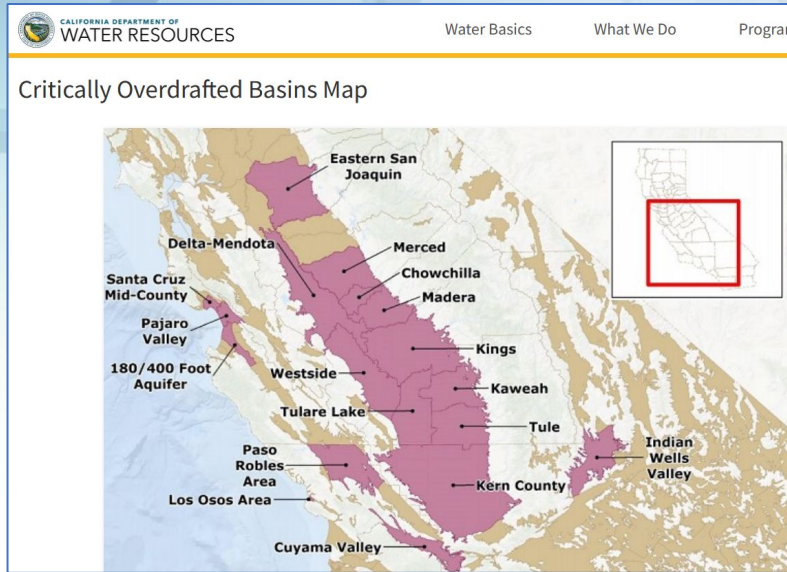 CALIFORNIA DEPARTMENT OF
WATER RESOURCES
Water Basics
What We Do
Program
Critically Overdrafted Basins Map
Eastern San
Joaquin
Delta-Mendota
Merced
Chowchilla
Santa Cruz
Mid-County
Madera
Pajaro
Valley
Kings
180/400 Foot
Aquifer
Westside
Kaweah
Tulare Lake
Tule
Paso
Robles
Area
Indian
Wells
Valley
Kern County
Los Osos Area
Cuyama Valley